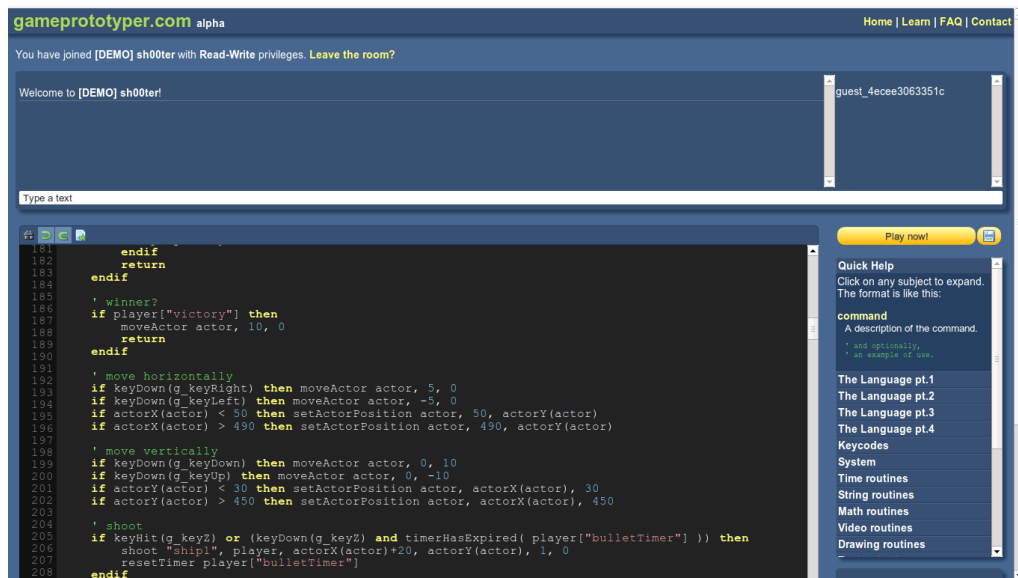 gameprototyper.com alpha
Home | Learn | FAQ | Contact
You have joined [DEMO] sh00ter with Read-Write privileges. Leave the room?
Welcome to [DEMO] sh00ter!
guest_4ecee3063351c
Type a text
Play now!
181
182 endif
183 return
184 endif
185
186 ' winner?
187 if player["victory"] then
188 moveActor actor, 10, 0
189 return
190 endif
191
192 ' move horizontally
193 if keyDown(g_keyRight) then moveActor actor, 5, 0
194 if keyDown(g_keyLeft) then moveActor actor, -5, 0
195 if actorX(actor) < 50 then setActorPosition actor, 50, actorY(actor)
196 if actorX(actor) > 490 then setActorPosition actor, 490, actorY(actor)
197
198 ' move vertically
199 if keyDown(g_keyDown) then moveActor actor, 0, 10
200 if keyDown(g_keyUp) then moveActor actor, 0, -10
201 if actorY(actor) < 30 then setActorPosition actor, actorX(actor), 30
202 if actorY(actor) > 450 then setActorPosition actor, actorX(actor), 450
203
204 ' shoot
205 if keyHit(g_keyZ) or (keyDown(g_keyZ) and timerHasExpired( player["bulletTimer"] )) then
206 shoot "ship1", player, actorX(actor)+20, actorY(actor), 1, 0
207 resetTimer player["bulletTimer"]
208 endif
Quick Help
Click on any subject to expand.
The format is like this:
command
A description of the command.
' and optionally,
' an example of use.
The Language pt.1
The Language pt.2
The Language pt.3
The Language pt.4
Keycodes
System
Time routines
String routines
Math routines
Video routines
Drawing routines